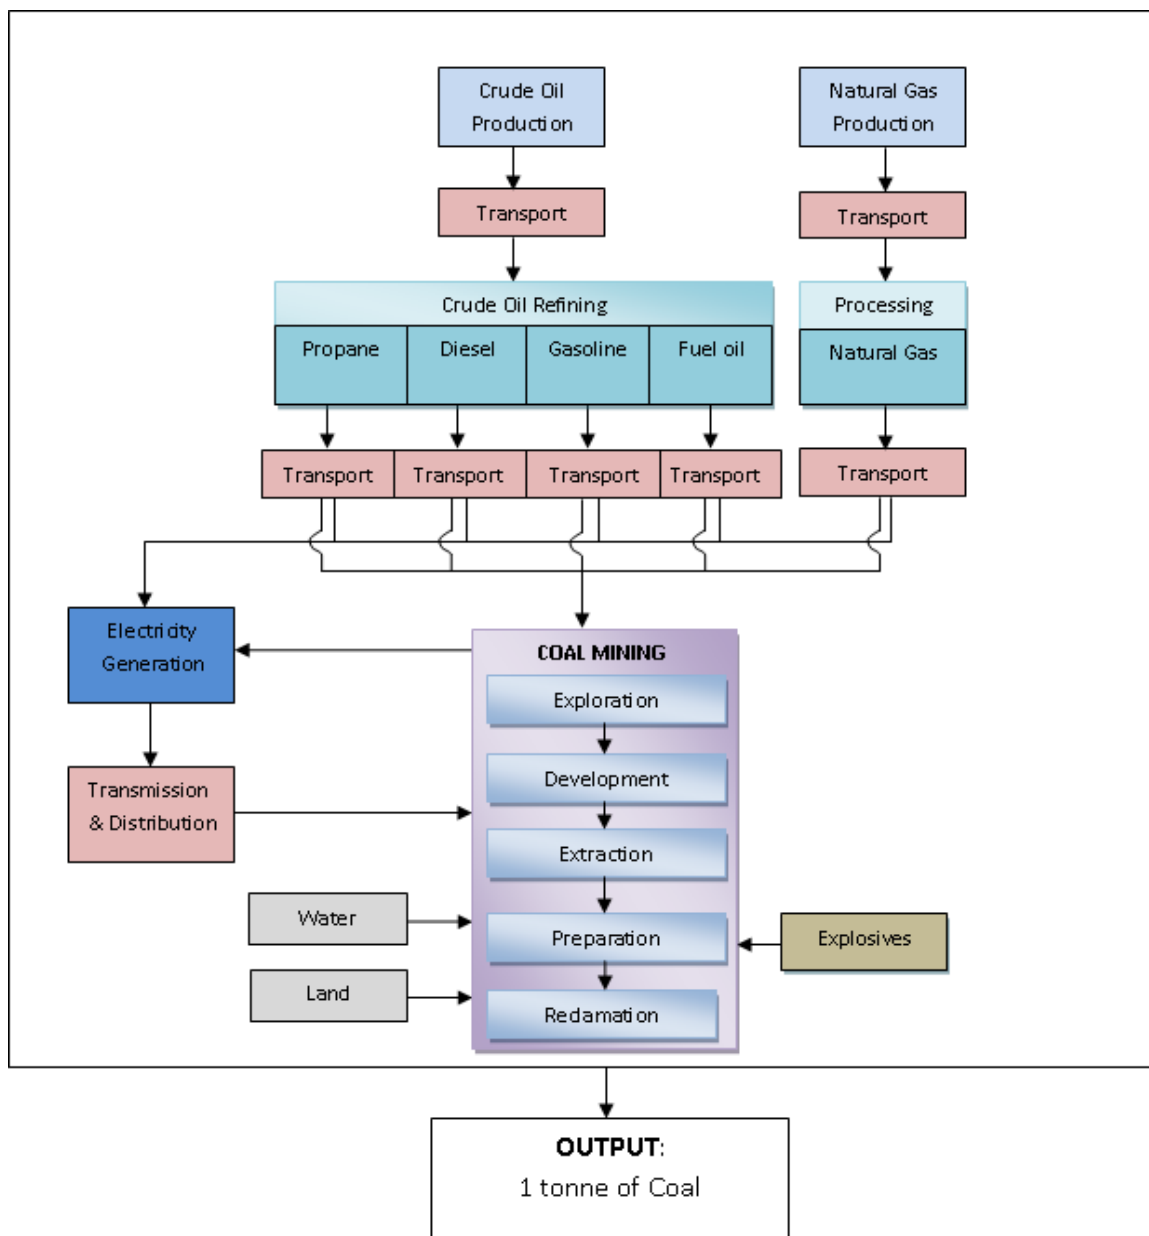 Crude Oil
Production
Natural Gas
Production
Transport
Transport
Crude Oil Refining
Processing
Propane
Diesel
Gasoline
Fuel oil
Natural Gas
Transport
Transport
Transport
Transport
Transport
Electricity
Generation
COAL MINING
Exploration
Development
Transmission
& Distribution
Extraction
Water
Preparation
Explosives
Land
Reclamation
OUTPUT:
1 tonne of Coal